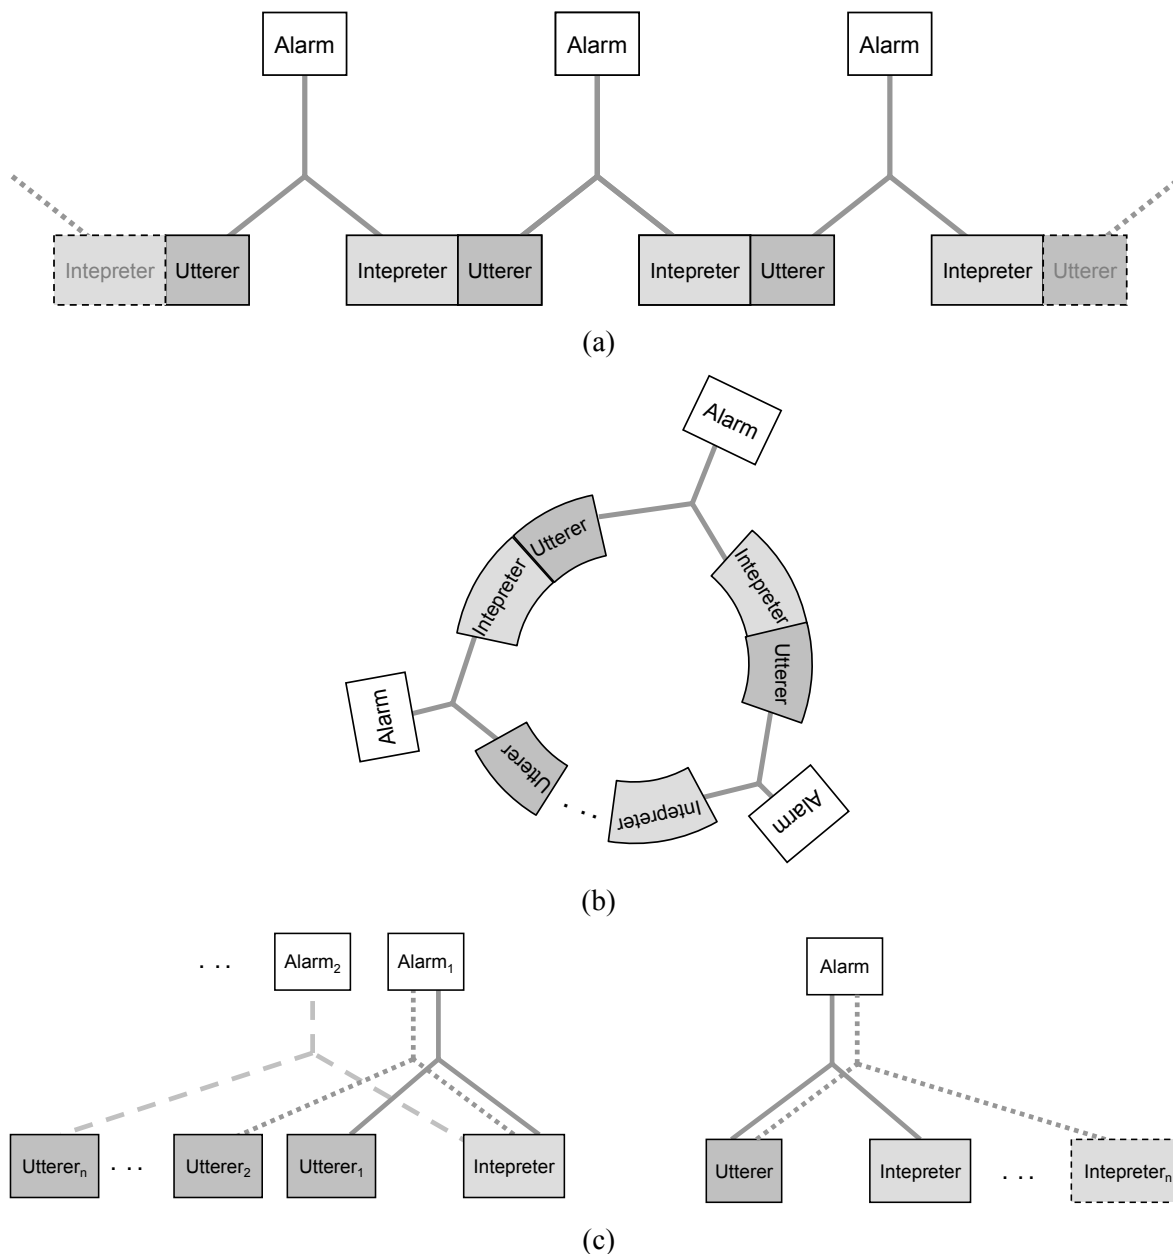 Alarm Alarm Alarm
Intepreter Utterer Intepreter Utterer Intepreter Utterer Intepreter Utterer
(a)
Alarm
Utterer
Intepreter
Intepreter
Utterer
Alarm
Utterer
...
Intepreter
Alarm
(b)
... Alarm2 Alarm1 Alarm
Utterern ... Utterer2 Utterer1 Intepreter Utterer Intepreter ... Intepretern
(c)